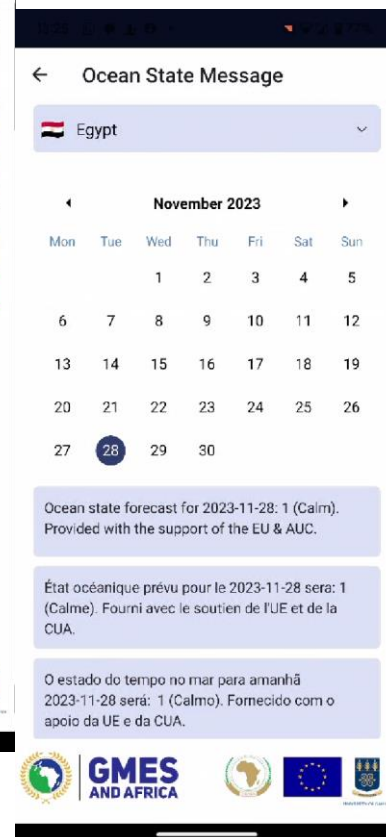 ← Ocean State Message
Egypt
November 2023
Mon Tue Wed Thu Fri Sat Sun
1 2 3 4 5
6 7 8 9 10 11 12
13 14 15 16 17 18 19
20 21 22 23 24 25 26
27 28 29 30
Ocean state forecast for 2023-11-28: 1 (Calm).
Provided with the support of the EU & AUC.
État océanique prévu pour le 2023-11-28 sera: 1
(Calme). Fourni avec le soutien de l'UE et de la
CUA.
O estado do tempo no mar para amanhã
2023-11-28 será: 1 (Calmo). Fornecido com o
apoio da UE e da CUA.
GMES
AND AFRICA